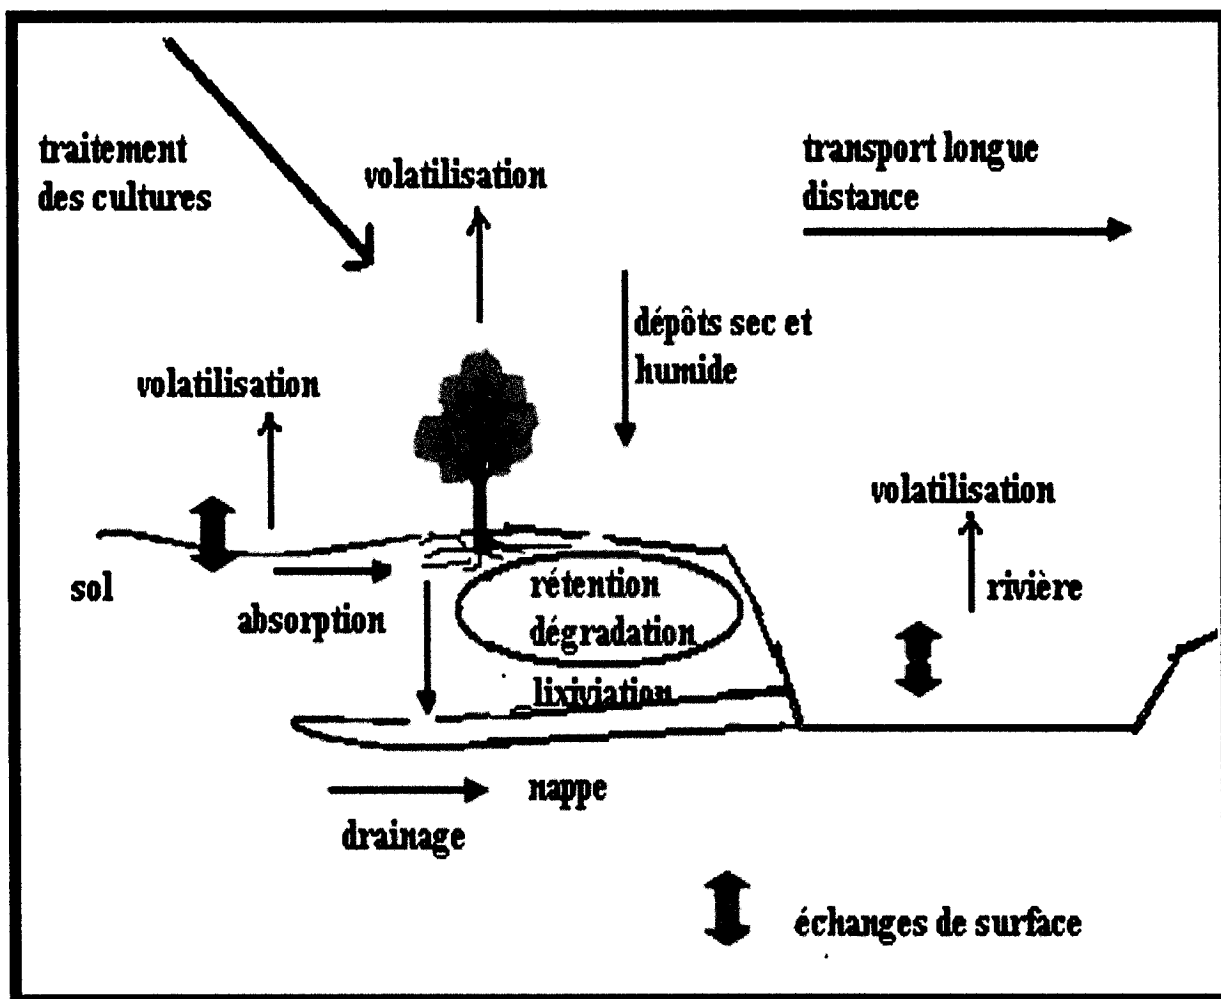 traitement
des cultures
volatilisation
transport longue
distance
dépôts sec et
humide
volatilisation
volatilisation
rivière
sol
absorption
rétention
dégradation
lixiviation
nappe
drainage
échanges de surface